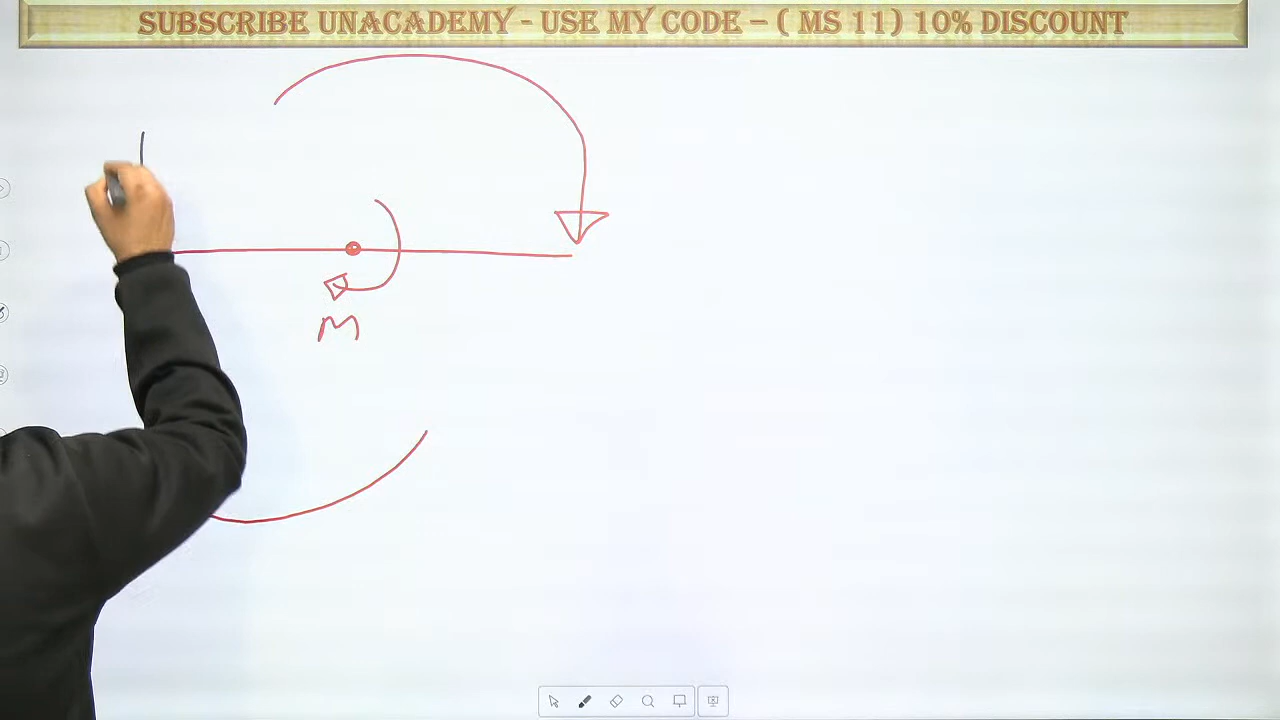 SUBSCRIBE UNACADEMY - USE MY CODE – ( MS 11) 10% DISCOUNT
M